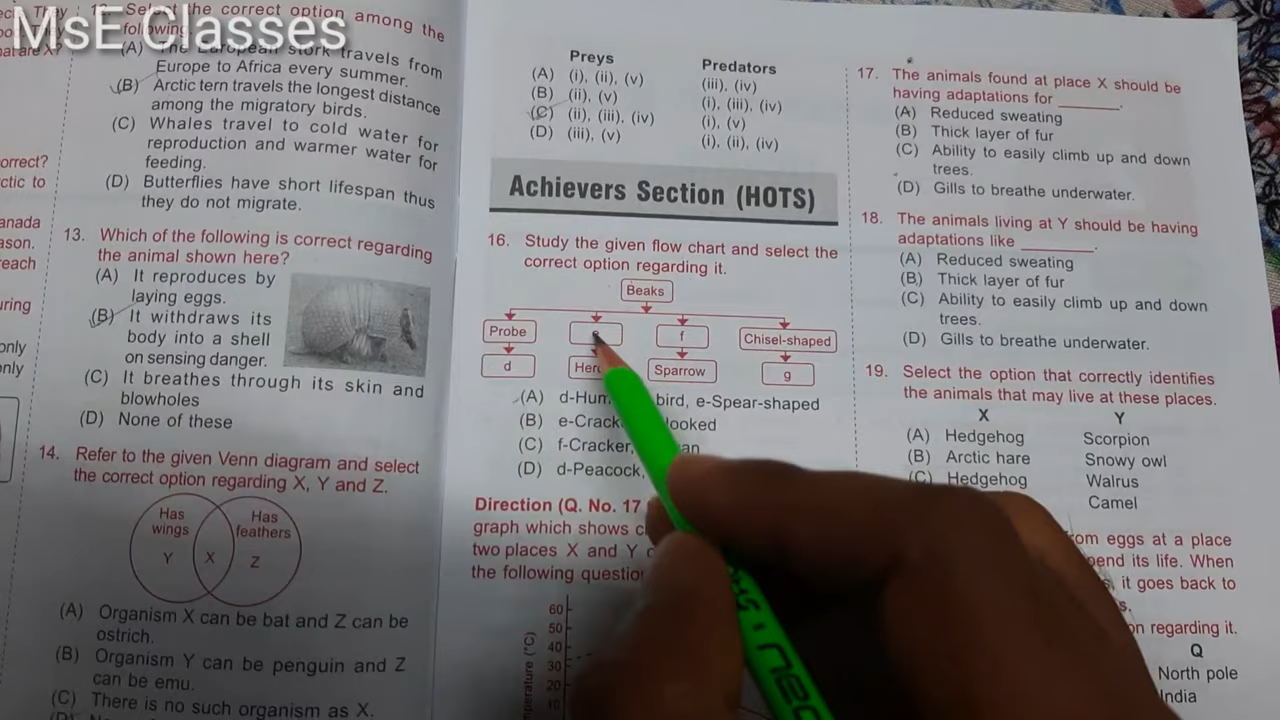 MsE Classes
12. Select the correct option among the
following.
(A) The European stork travels from
Europe to Africa every summer.
(B) Arctic tern travels the longest distance
among the migratory birds.
(C) Whales travel to cold water for
reproduction and warmer water for
feeding.
(D) Butterflies have short lifespan thus
they do not migrate.
13. Which of the following is correct regarding
the animal shown here?
(A) It reproduces by
laying eggs.
(B) It withdraws its
body into a shell
on sensing danger.
(C) It breathes through its skin and
blowholes
(D) None of these
14. Refer to the given Venn diagram and select
the correct option regarding X, Y and Z.
Has
wings
Has
feathers
Y X Z
(A) Organism X can be bat and Z can be
ostrich.
(B) Organism Y can be penguin and Z
can be emu.
(C) There is no such organism as X.
Preys Predators
(A) (i), (ii), (v) (iii), (iv)
(B) (ii), (v) (i), (iii), (iv)
(C) (ii), (iii), (iv) (i), (v)
(D) (iii), (v) (i), (ii), (iv)
Achievers Section (HOTS)
16. Study the given flow chart and select the
correct option regarding it.
Beaks
Probe f Chisel-shaped
d Sparrow g
(A) bird, e-Spear-shaped
(B)
(C) f-Cracker,
(D) d-Peacock,
Direction (Q. No. 17
graph which shows
two places X and Y
the following
60
50
40
30
20
10
17. The animals found at place X should be
having adaptations for ________.
(A) Reduced sweating
(B) Thick layer of fur
(C) Ability to easily climb up and down
trees.
(D) Gills to breathe underwater.
18. The animals living at Y should be having
adaptations like ________.
(A) Reduced sweating
(B) Thick layer of fur
(C) Ability to easily climb up and down
trees.
(D) Gills to breathe underwater.
19. Select the option that correctly identifies
the animals that may live at these places.
X Y
(A) Hedgehog Scorpion
(B) Arctic hare Snowy owl
(C) Hedgehog Walrus
Camel
from eggs at a place
its life. When
it goes back to
regarding it.
Q
North pole
India